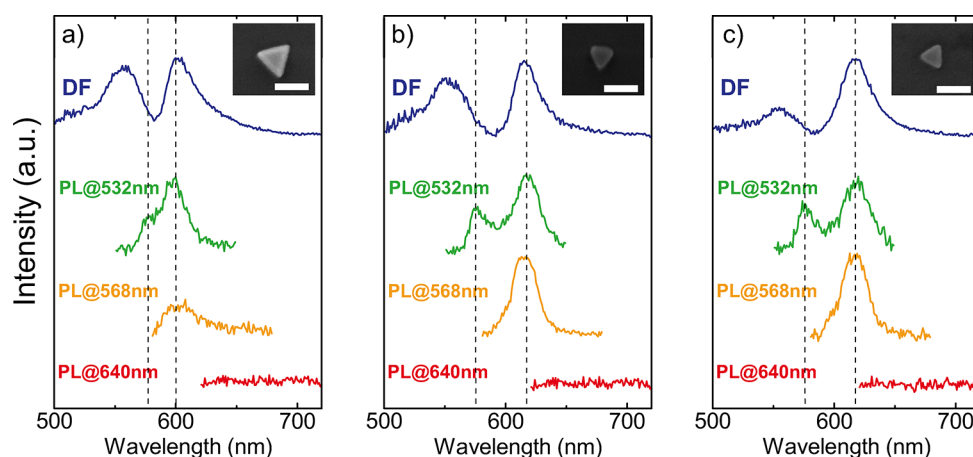 Intensity (a.u.)
a)
DF
PL@532nm
PL@568nm
PL@640nm
500
600
700
Wavelength (nm)
b)
DF
PL@532nm
PL@568nm
PL@640nm
500
600
700
Wavelength (nm)
c)
DF
PL@532nm
PL@568nm
PL@640nm
500
600
700
Wavelength (nm)